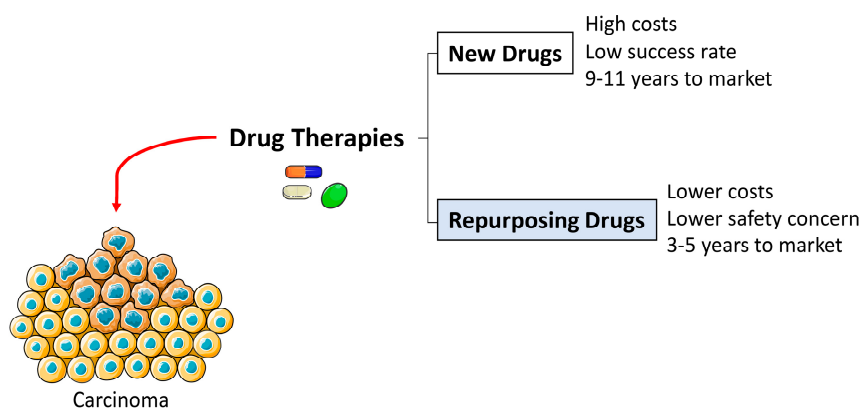 High costs
New Drugs
Low success rate
9-11 years to market
Drug Therapies
Lower costs
Repurposing Drugs
Lower safety concern
3-5 years to market
Carcinoma